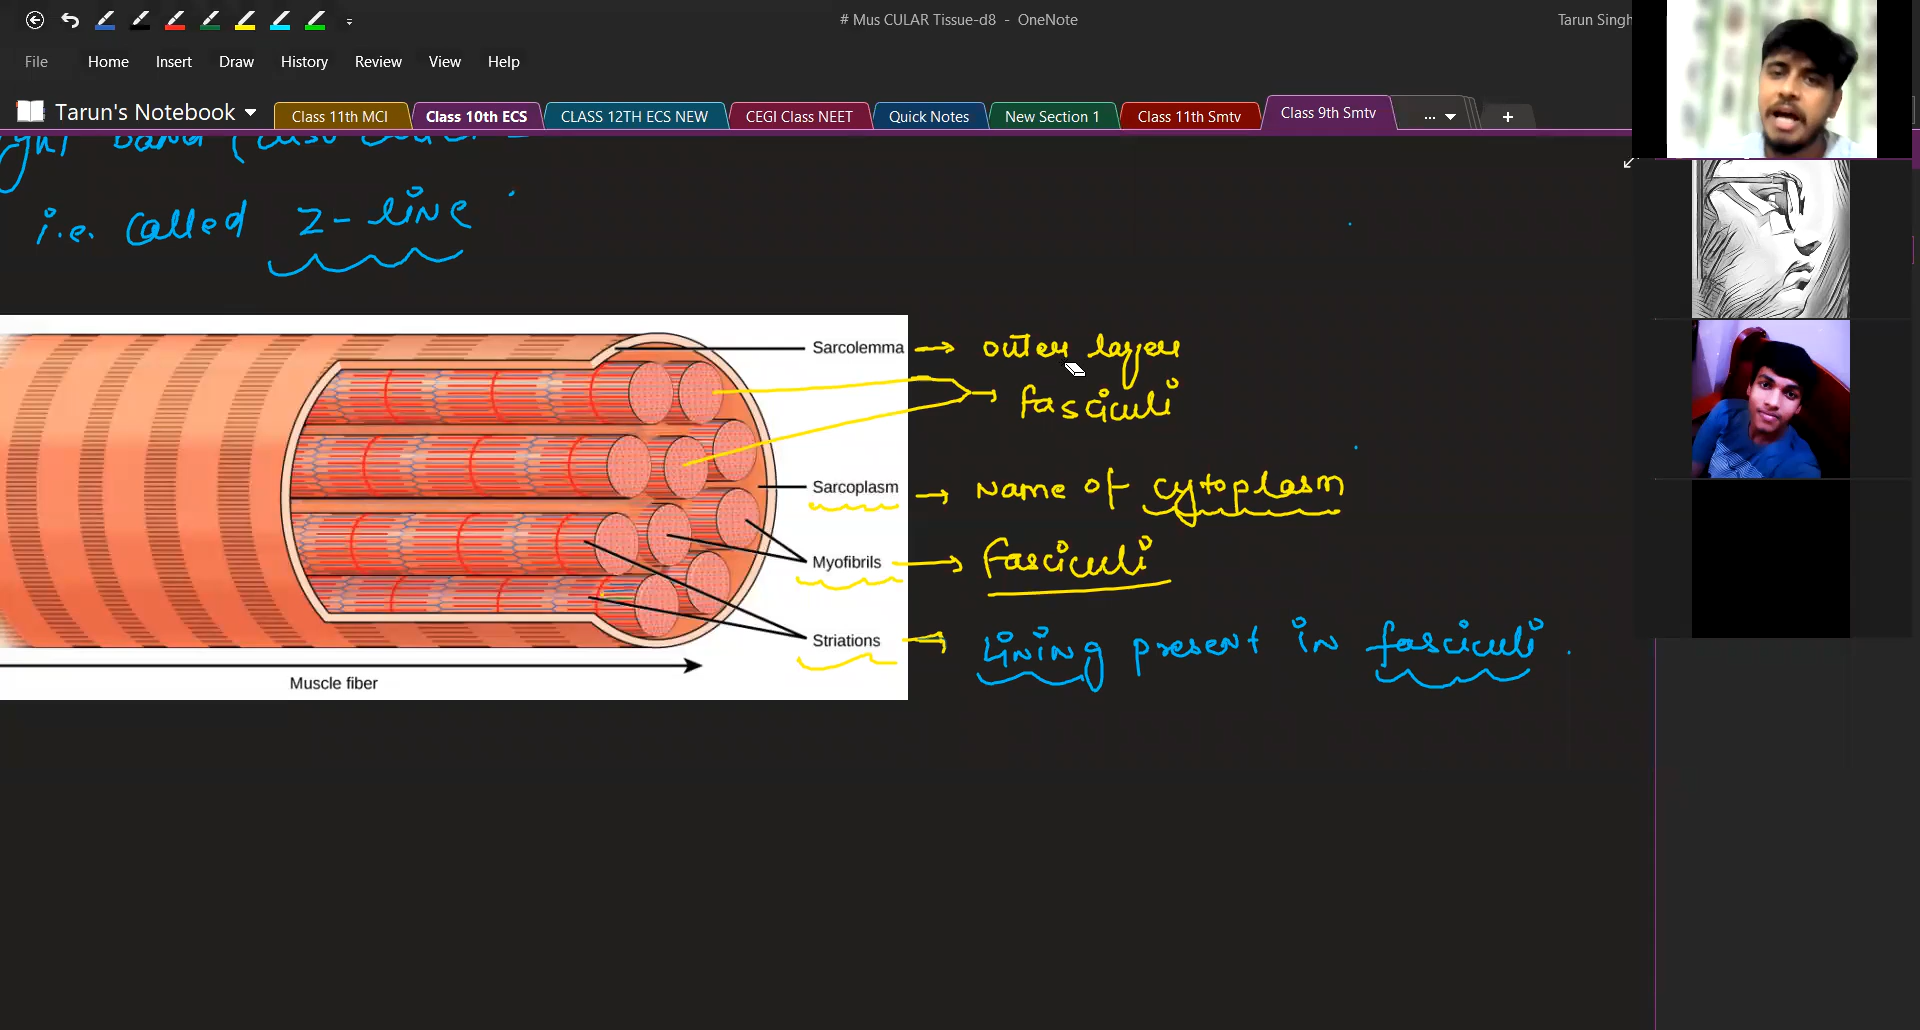 # Mus CULAR Tissue-d8 - OneNote
Tarun Singh
File Home Insert Draw History Review View Help
Tarun's Notebook
Class 11th MCI
Class 10th ECS
CLASS 12TH ECS NEW
CEGI Class NEET
Quick Notes
New Section 1
Class 11th Smtv
Class 9th Smtv
...
+
band
i.e. called z-line
Sarcolemma → outer layer
→ fasciculi
Sarcoplasm → Name of cytoplasm
Myofibrils → fasciculi
Striations → Lining present in fasciculi.
Muscle fiber